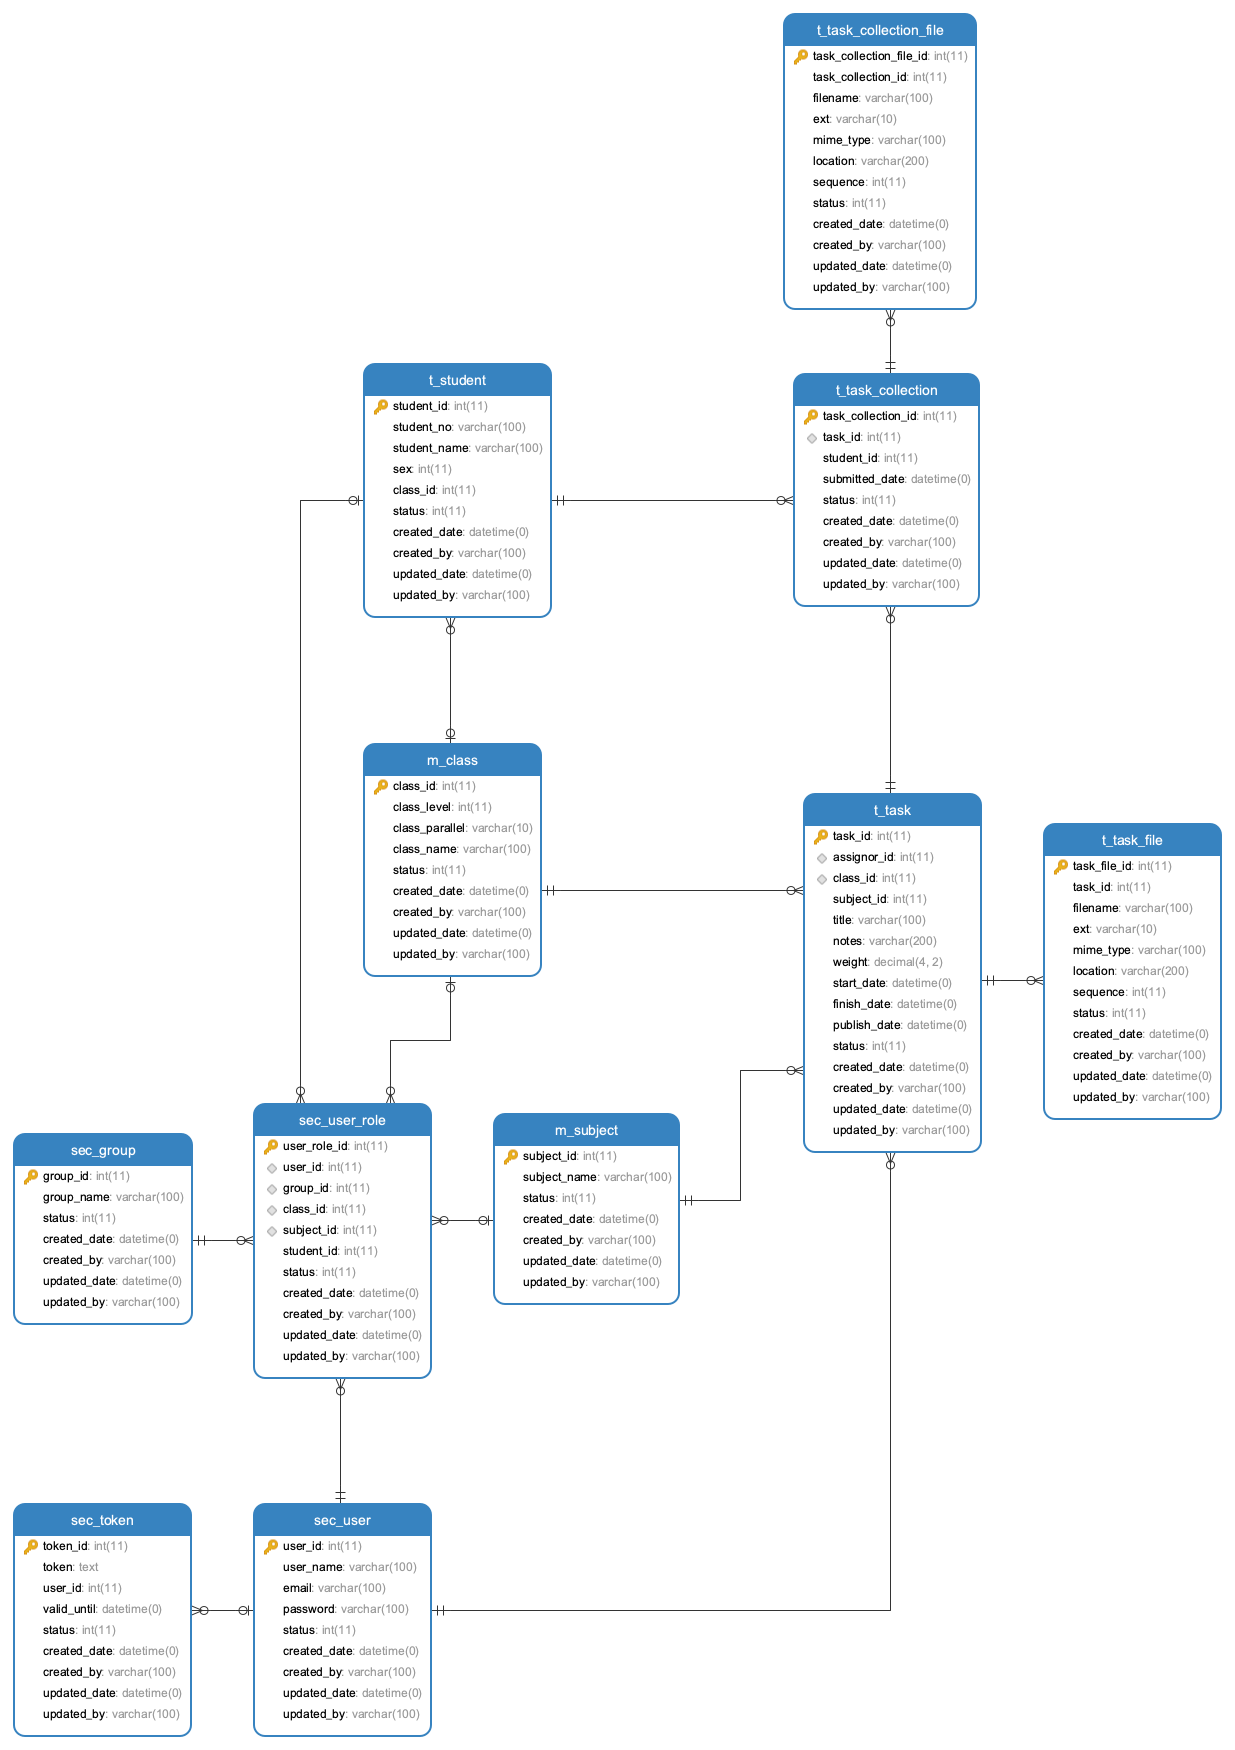 t_task_collection_file
task_collection_file_id: int(11)
task_collection_id: int(11)
filename: varchar(100)
ext: varchar(10)
mime_type: varchar(100)
location: varchar(200)
sequence: int(11)
status: int(11)
created_date: datetime(0)
created_by: varchar(100)
updated_date: datetime(0)
updated_by: varchar(100)
t_student
student_id: int(11)
student_no: varchar(100)
student_name: varchar(100)
sex: int(11)
class_id: int(11)
status: int(11)
created_date: datetime(0)
created_by: varchar(100)
updated_date: datetime(0)
updated_by: varchar(100)
t_task_collection
task_collection_id: int(11)
task_id: int(11)
student_id: int(11)
submitted_date: datetime(0)
status: int(11)
created_date: datetime(0)
created_by: varchar(100)
updated_date: datetime(0)
updated_by: varchar(100)
m_class
class_id: int(11)
class_level: int(11)
class_parallel: varchar(10)
class_name: varchar(100)
status: int(11)
created_date: datetime(0)
created_by: varchar(100)
updated_date: datetime(0)
updated_by: varchar(100)
t_task
task_id: int(11)
assignor_id: int(11)
class_id: int(11)
subject_id: int(11)
title: varchar(100)
notes: varchar(200)
weight: decimal(4, 2)
start_date: datetime(0)
finish_date: datetime(0)
publish_date: datetime(0)
status: int(11)
created_date: datetime(0)
created_by: varchar(100)
updated_date: datetime(0)
updated_by: varchar(100)
t_task_file
task_file_id: int(11)
task_id: int(11)
filename: varchar(100)
ext: varchar(10)
mime_type: varchar(100)
location: varchar(200)
sequence: int(11)
status: int(11)
created_date: datetime(0)
created_by: varchar(100)
updated_date: datetime(0)
updated_by: varchar(100)
sec_group
group_id: int(11)
group_name: varchar(100)
status: int(11)
created_date: datetime(0)
created_by: varchar(100)
updated_date: datetime(0)
updated_by: varchar(100)
sec_user_role
user_role_id: int(11)
user_id: int(11)
group_id: int(11)
class_id: int(11)
subject_id: int(11)
student_id: int(11)
status: int(11)
created_date: datetime(0)
created_by: varchar(100)
updated_date: datetime(0)
updated_by: varchar(100)
m_subject
subject_id: int(11)
subject_name: varchar(100)
status: int(11)
created_date: datetime(0)
created_by: varchar(100)
updated_date: datetime(0)
updated_by: varchar(100)
sec_token
token_id: int(11)
token: text
user_id: int(11)
valid_until: datetime(0)
status: int(11)
created_date: datetime(0)
created_by: varchar(100)
updated_date: datetime(0)
updated_by: varchar(100)
sec_user
user_id: int(11)
user_name: varchar(100)
email: varchar(100)
password: varchar(100)
status: int(11)
created_date: datetime(0)
created_by: varchar(100)
updated_date: datetime(0)
updated_by: varchar(100)